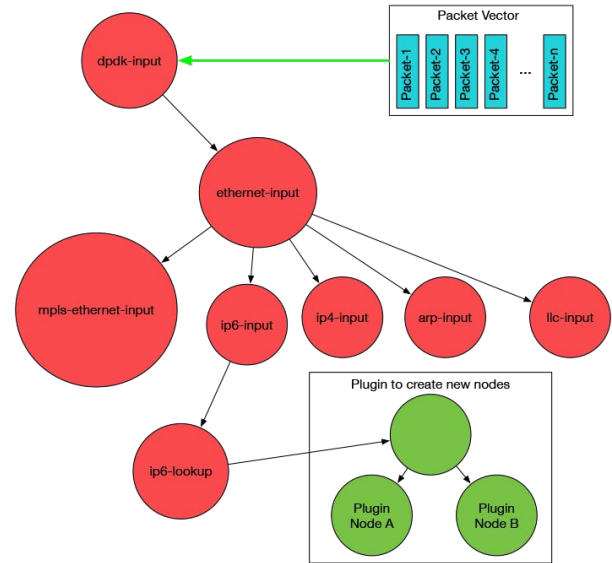 Packet Vector
dpdk-input
Packet-1
Packet-2
Packet-3
Packet-4
...
Packet-n
ethernet-input
mpls-ethernet-input
ip6-input
ip4-input
arp-input
llc-input
Plugin to create new nodes
ip6-lookup
Plugin
Node A
Plugin
Node B